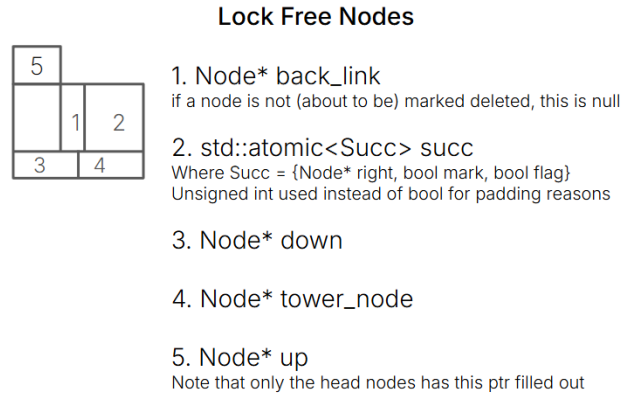 Lock Free Nodes
5
1
2
3
4
1. Node* back_link
if a node is not (about to be) marked deleted, this is null
2. std::atomic<Succ> succ
Where Succ = {Node* right, bool mark, bool flag}
Unsigned int used instead of bool for padding reasons
3. Node* down
4. Node* tower_node
5. Node* up
Note that only the head nodes has this ptr filled out